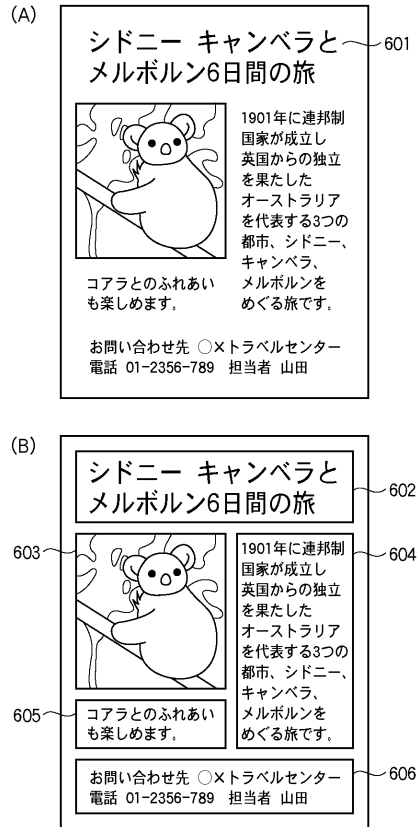 (A)
シドニー キャンベラと
メルボルン6日間の旅
601
1901年に連邦制
国家が成立し
英国からの独立
を果たした
オーストラリア
を代表する3つの
都市、シドニー、
キャンベラ、
メルボルンを
めぐる旅です。
コアラとのふれあい
も楽しめます。
お問い合わせ先 ○×トラベルセンター
電話 01-2356-789 担当者 山田
(B)
シドニー キャンベラと
メルボルン6日間の旅
602
603
1901年に連邦制
国家が成立し
英国からの独立
を果たした
オーストラリア
を代表する3つの
都市、シドニー、
キャンベラ、
メルボルンを
めぐる旅です。
604
605
コアラとのふれあい
も楽しめます。
お問い合わせ先 ○×トラベルセンター
電話 01-2356-789 担当者 山田
606